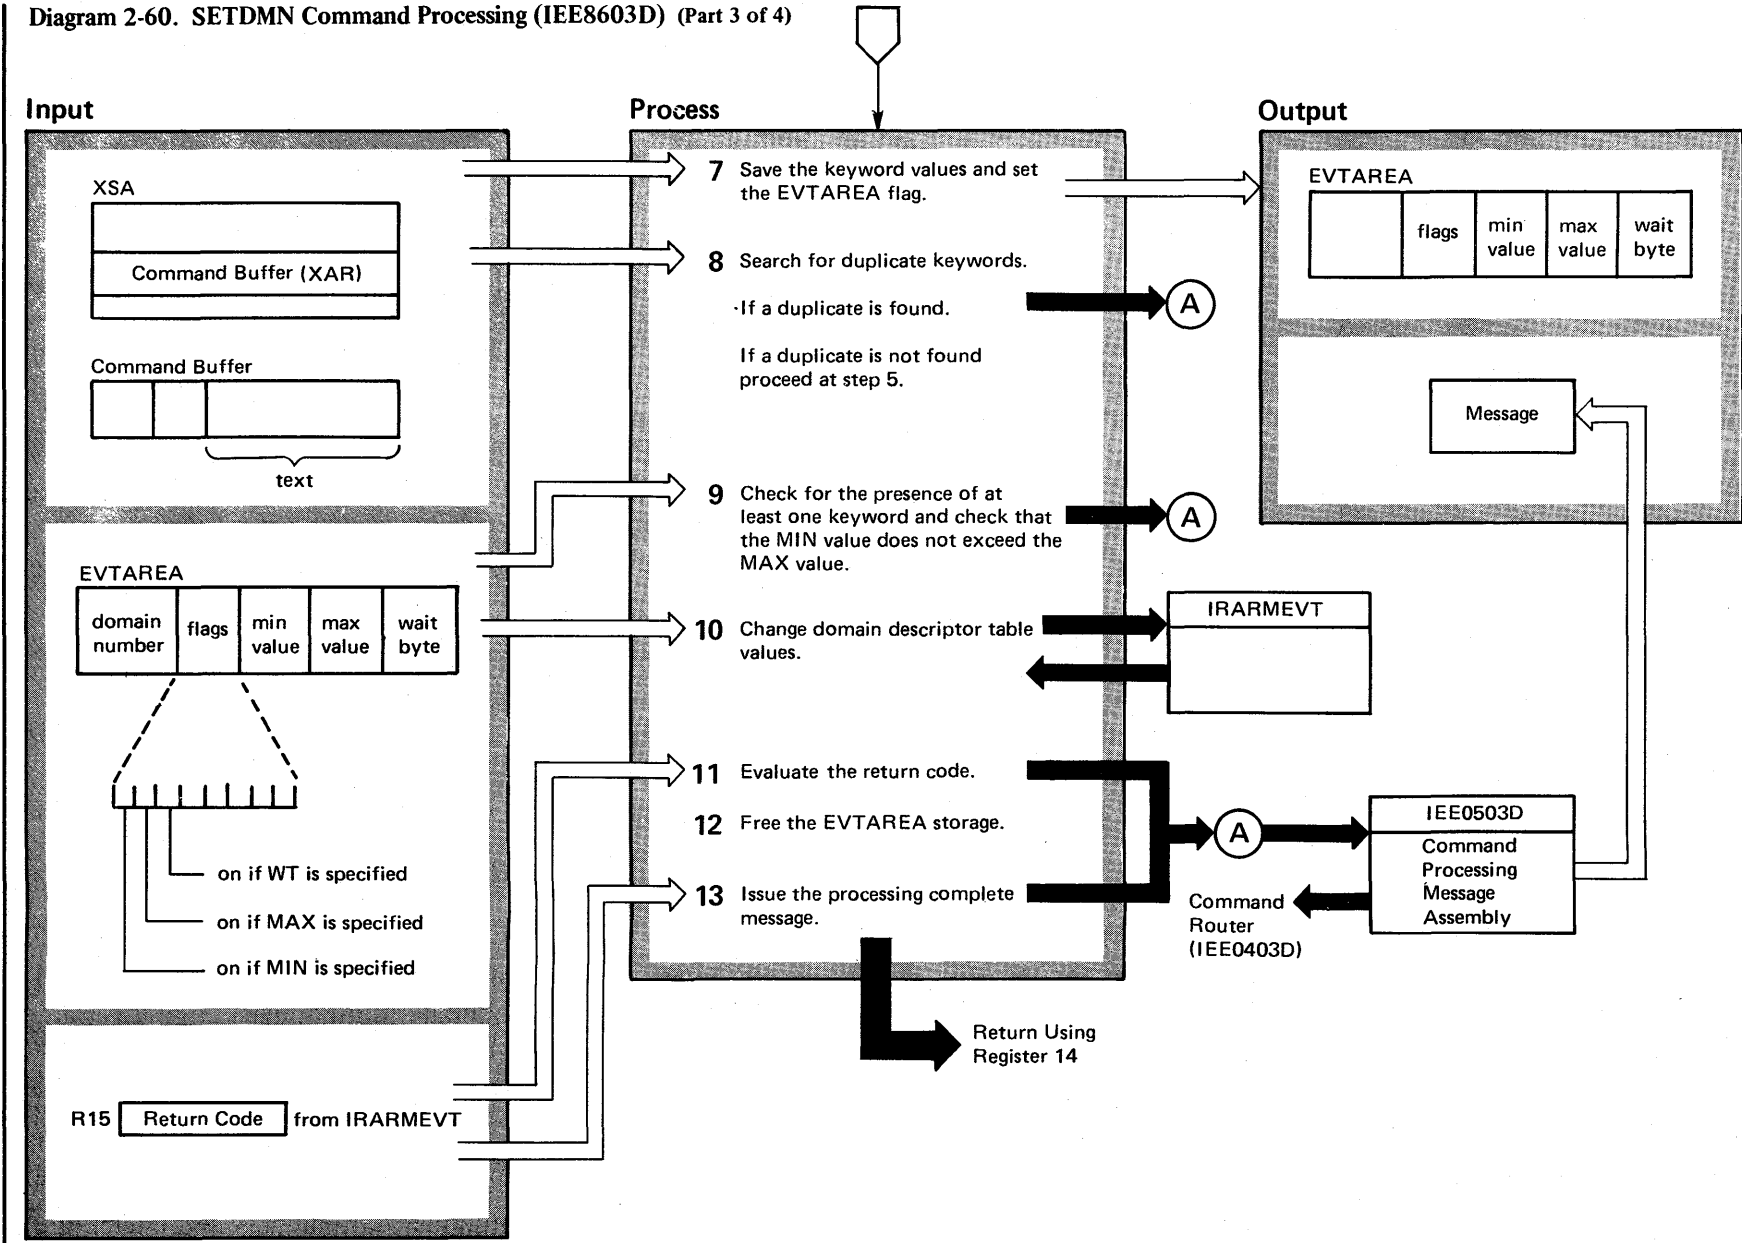 Diagram 2-60. SETDMN Command Processing (IEE8603D) (Part 3 of 4)
Input
XSA
Command Buffer (XAR)
Command Buffer
text
EVTAREA
domain number
flags
min value
max value
wait byte
on if WT is specified
on if MAX is specified
on if MIN is specified
R15 Return Code from IRARMEVT
Process
7 Save the keyword values and set
the EVTAREA flag.
8 Search for duplicate keywords.
If a duplicate is found.
A
If a duplicate is not found
proceed at step 5.
9 Check for the presence of at
least one keyword and check that
the MIN value does not exceed the
MAX value.
A
10 Change domain descriptor table
values.
IRARMEVT
11 Evaluate the return code.
12 Free the EVTAREA storage.
13 Issue the processing complete
message.
A
IEE0503D
Command
Processing
Message
Assembly
Command
Router
(IEE0403D)
Return Using
Register 14
Output
EVTAREA
flags
min value
max value
wait byte
Message